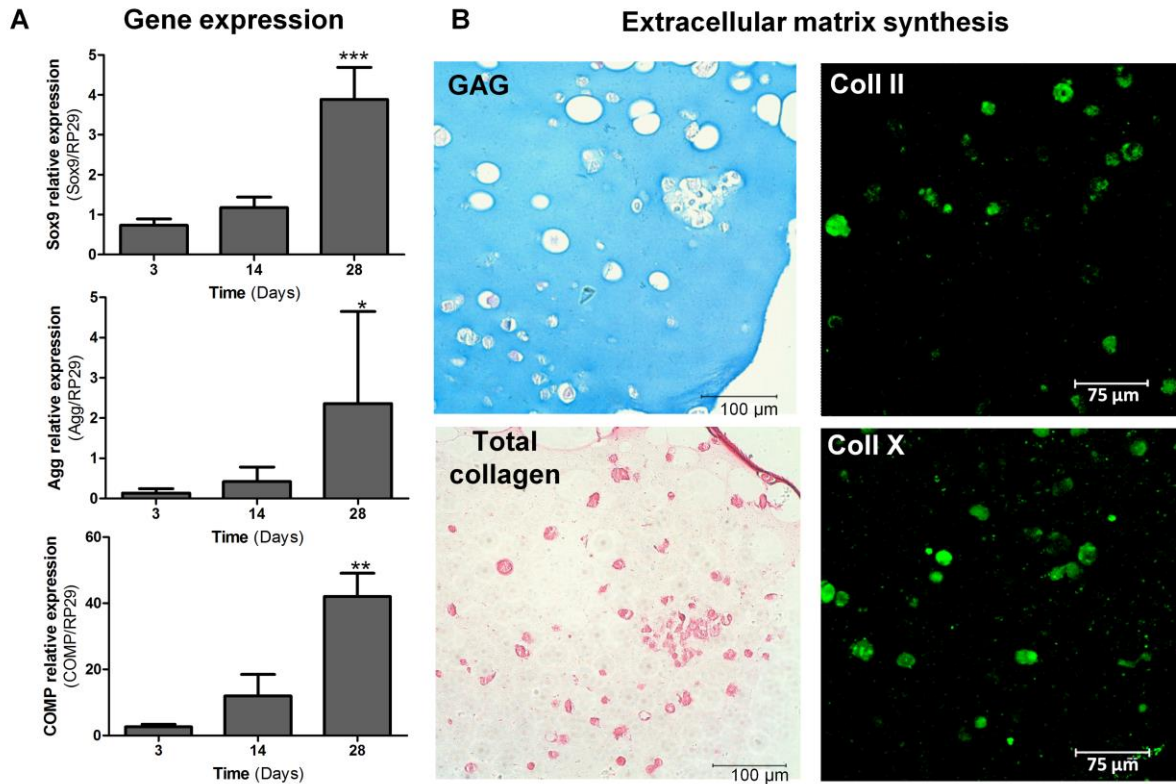 A
Gene expression
Sox9 relative expression
(Sox9/RP29)
5
4
3
2
1
0
***
3
14
28
Time (Days)
Agg relative expression
(Agg/RP29)
5
4
3
2
1
0
*
3
14
28
Time (Days)
COMP relative expression
(COMP/RP29)
60
40
20
0
**
3
14
28
Time (Days)
B
Extracellular matrix synthesis
GAG
100 µm
Coll II
75 µm
Total
collagen
100 µm
Coll X
75 µm